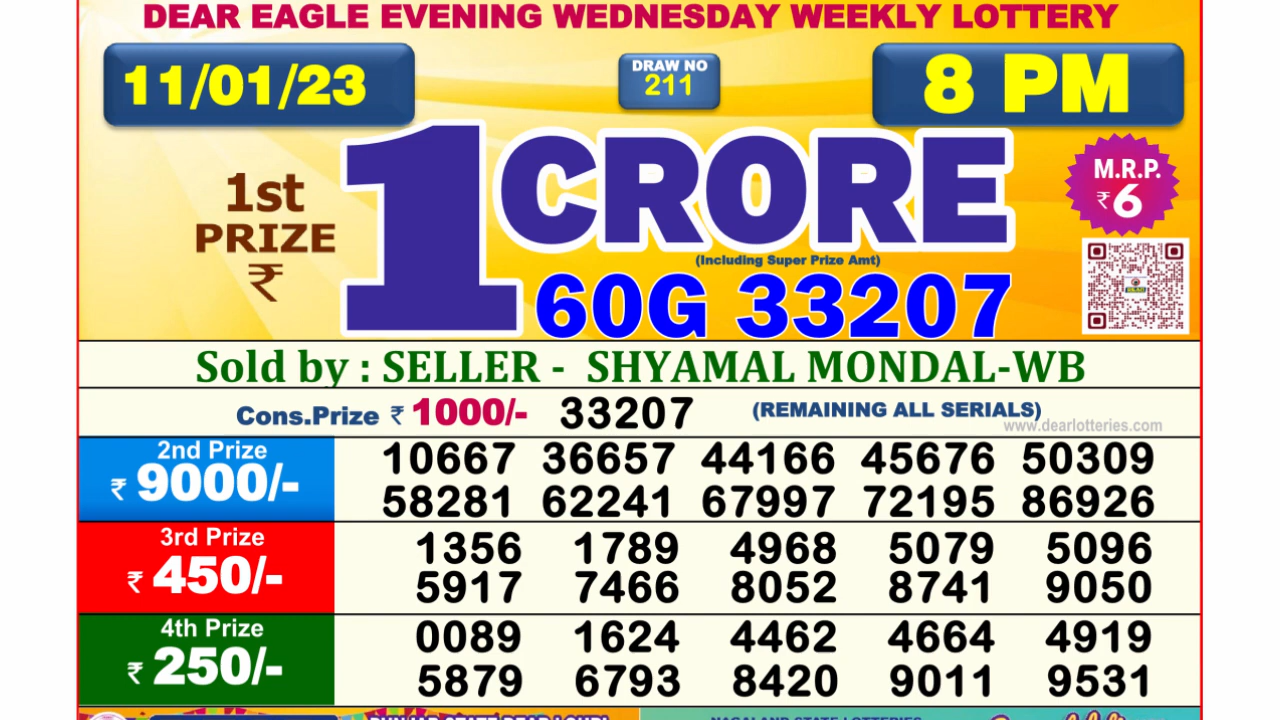 DEAR EAGLE EVENING WEDNESDAY WEEKLY LOTTERY
11/01/23
DRAW NO
211
8 PM
1st
PRIZE
₹
1 CRORE
(Including Super Prize Amt)
60G 33207
M.R.P.
₹6
Sold by : SELLER - SHYAMAL MONDAL-WB
Cons.Prize ₹ 1000/- 33207 (REMAINING ALL SERIALS)
www.dearlotteries.com
2nd Prize
₹ 9000/-
10667 36657 44166 45676 50309
58281 62241 67997 72195 86926
3rd Prize
₹ 450/-
1356 1789 4968 5079 5096
5917 7466 8052 8741 9050
4th Prize
₹ 250/-
0089 1624 4462 4664 4919
5879 6793 8420 9011 9531
NAGALAND STATE LOTTERIES